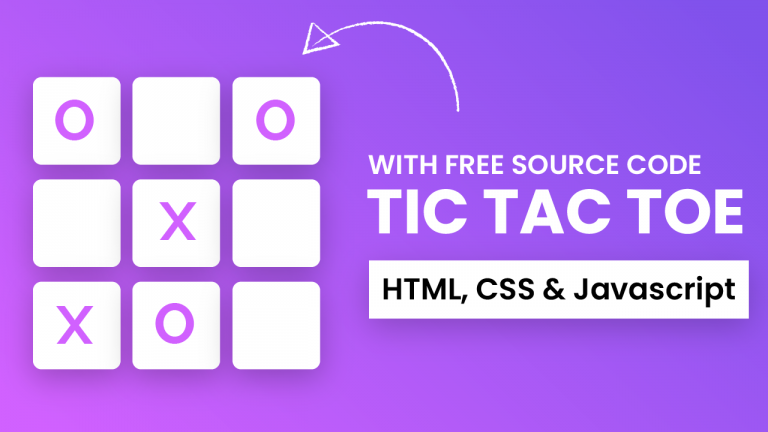 O O
X
X O
WITH FREE SOURCE CODE
TIC TAC TOE
HTML, CSS & Javascript